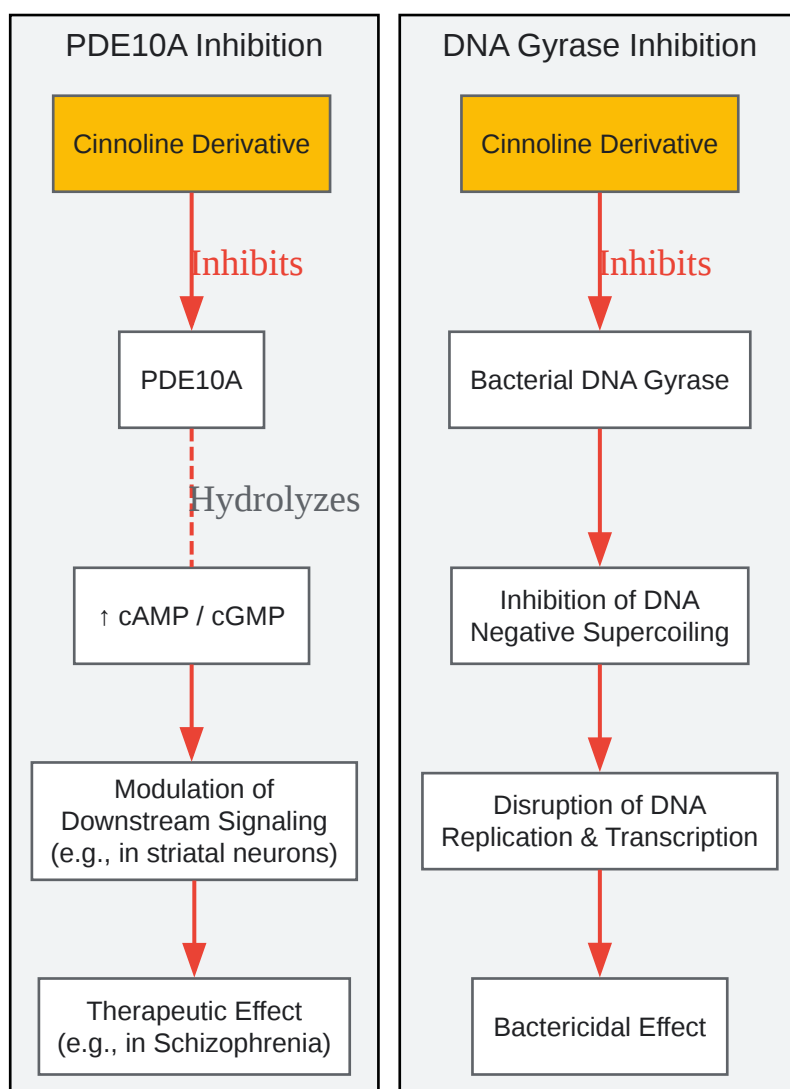 PDE10A Inhibition
Cinnoline Derivative
Inhibits
PDE10A
Hydrolyzes
↑ cAMP / cGMP
Modulation of
Downstream Signaling
(e.g., in striatal neurons)
Therapeutic Effect
(e.g., in Schizophrenia)
DNA Gyrase Inhibition
Cinnoline Derivative
Inhibits
Bacterial DNA Gyrase
Inhibition of DNA
Negative Supercoiling
Disruption of DNA
Replication & Transcription
Bactericidal Effect